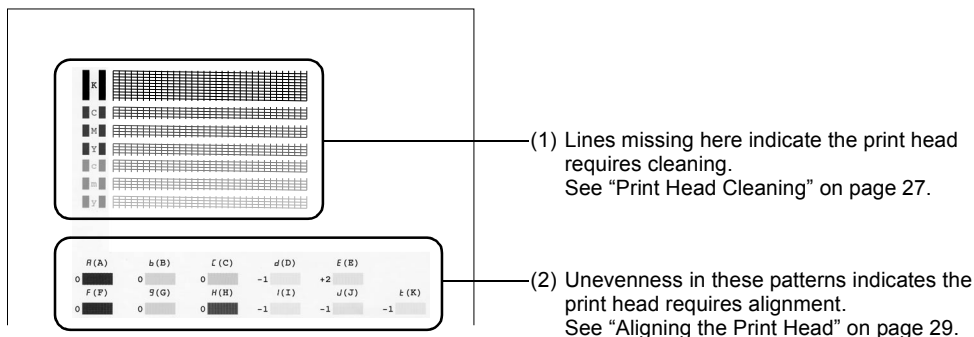 K
C
M
Y
c
m
y
(1) Lines missing here indicate the print head
requires cleaning.
See “Print Head Cleaning” on page 27.
A(A) b(B) C(C) d(D) E(E)
0 0 0 -1 +2
F(F) g(G) H(H) I(I) J(J) t(K)
0 0 0 -1 -1 -1
(2) Unevenness in these patterns indicates the
print head requires alignment.
See “Aligning the Print Head” on page 29.